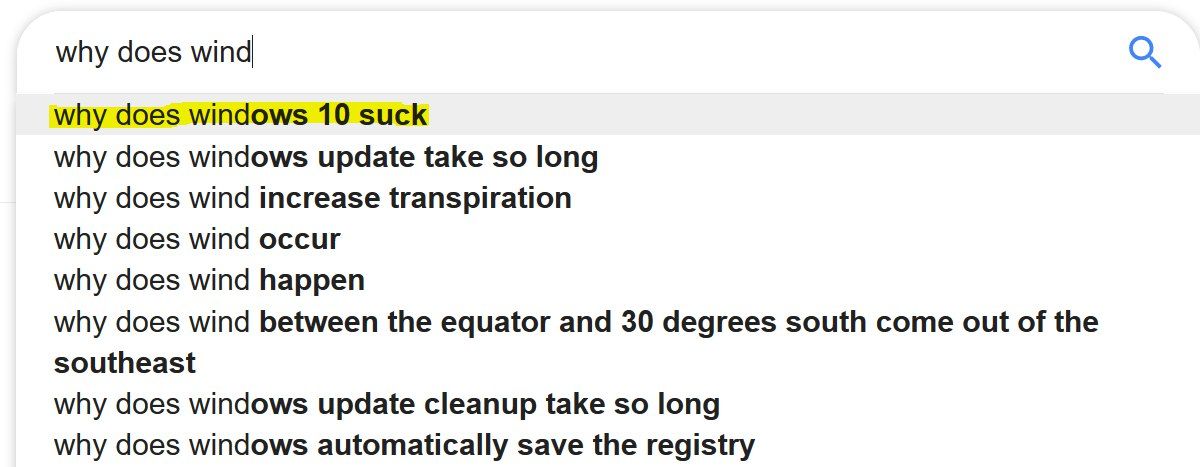 why does wind
why does windows 10 suck
why does windows update take so long
why does wind increase transpiration
why does wind occur
why does wind happen
why does wind between the equator and 30 degrees south come out of the
southeast
why does windows update cleanup take so long
why does windows automatically save the registry